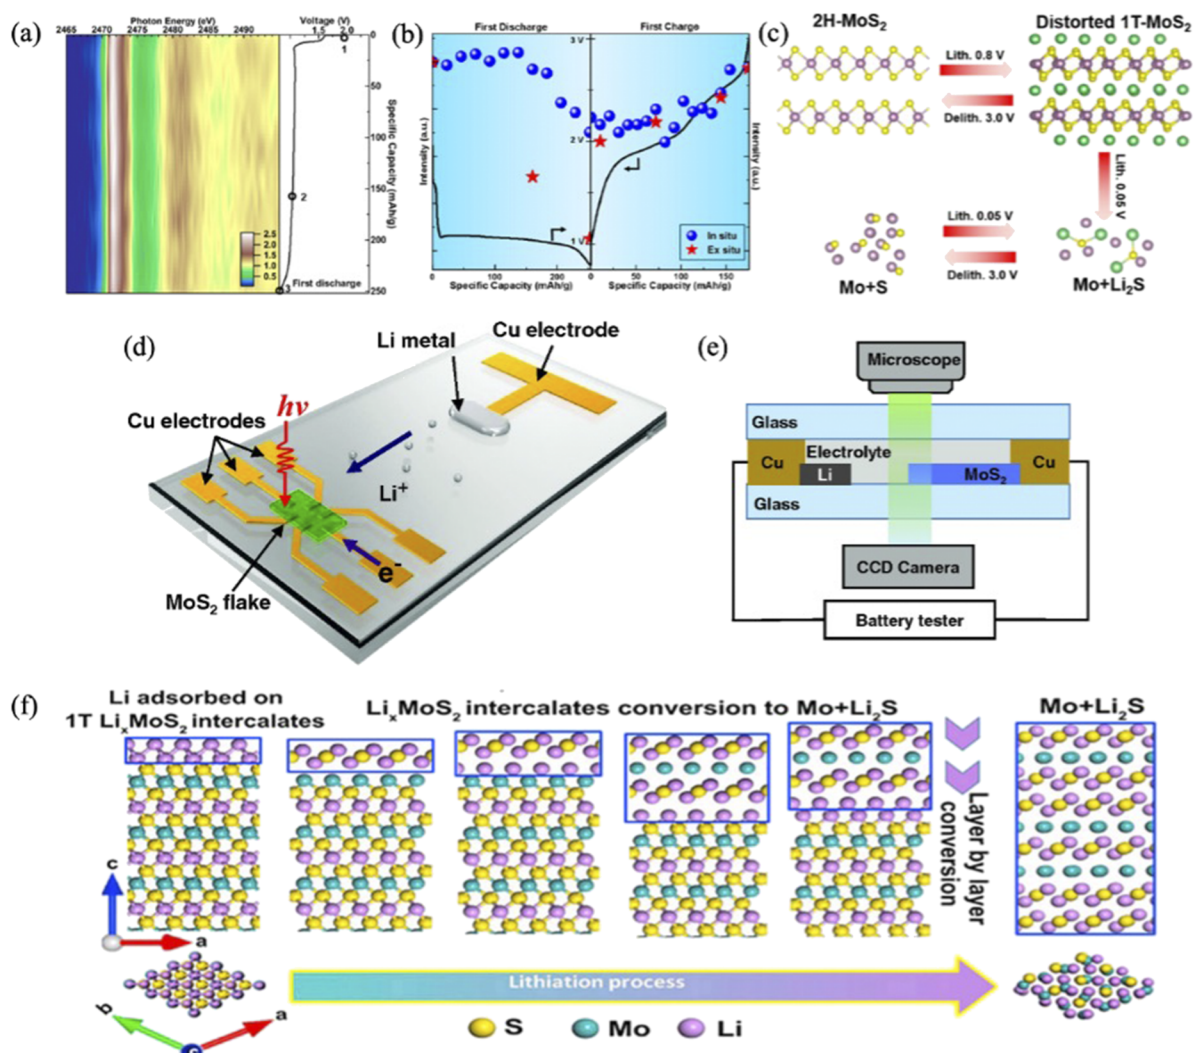 (a)
Photon Energy (eV)
2465 2470 2475 2480 2485 2490
Voltage (V)
1.5 2.0
1
2
3
0
50
100
150
200
250
Specific Capacity (mAh/g)
2.5
2.0
1.5
1.0
0.5
First discharge
(b)
First Discharge
First Charge
3 V
2 V
1 V
Intensity (a.u.)
In situ
Ex situ
0 100 200 0 50 100 150
Specific Capacity (mAh/g)
Specific Capacity (mAh/g)
(c)
2H-MoS2
Distorted 1T-MoS2
Lith. 0.8 V
Delith. 3.0 V
Lith. 0.05 V
Lith. 0.05 V
Delith. 3.0 V
Mo+S
Mo+Li2S
(d)
Li metal
Cu electrode
Cu electrodes
hν
Li+
e-
MoS2 flake
(e)
Microscope
Glass
Cu
Electrolyte
Li
MoS2
Cu
Glass
CCD Camera
Battery tester
(f)
Li adsorbed on
1T LixMoS2 intercalates
LixMoS2 intercalates conversion to Mo+Li2S
Mo+Li2S
Layer by layer
conversion
c
a
b
a
Lithiation process
S
Mo
Li